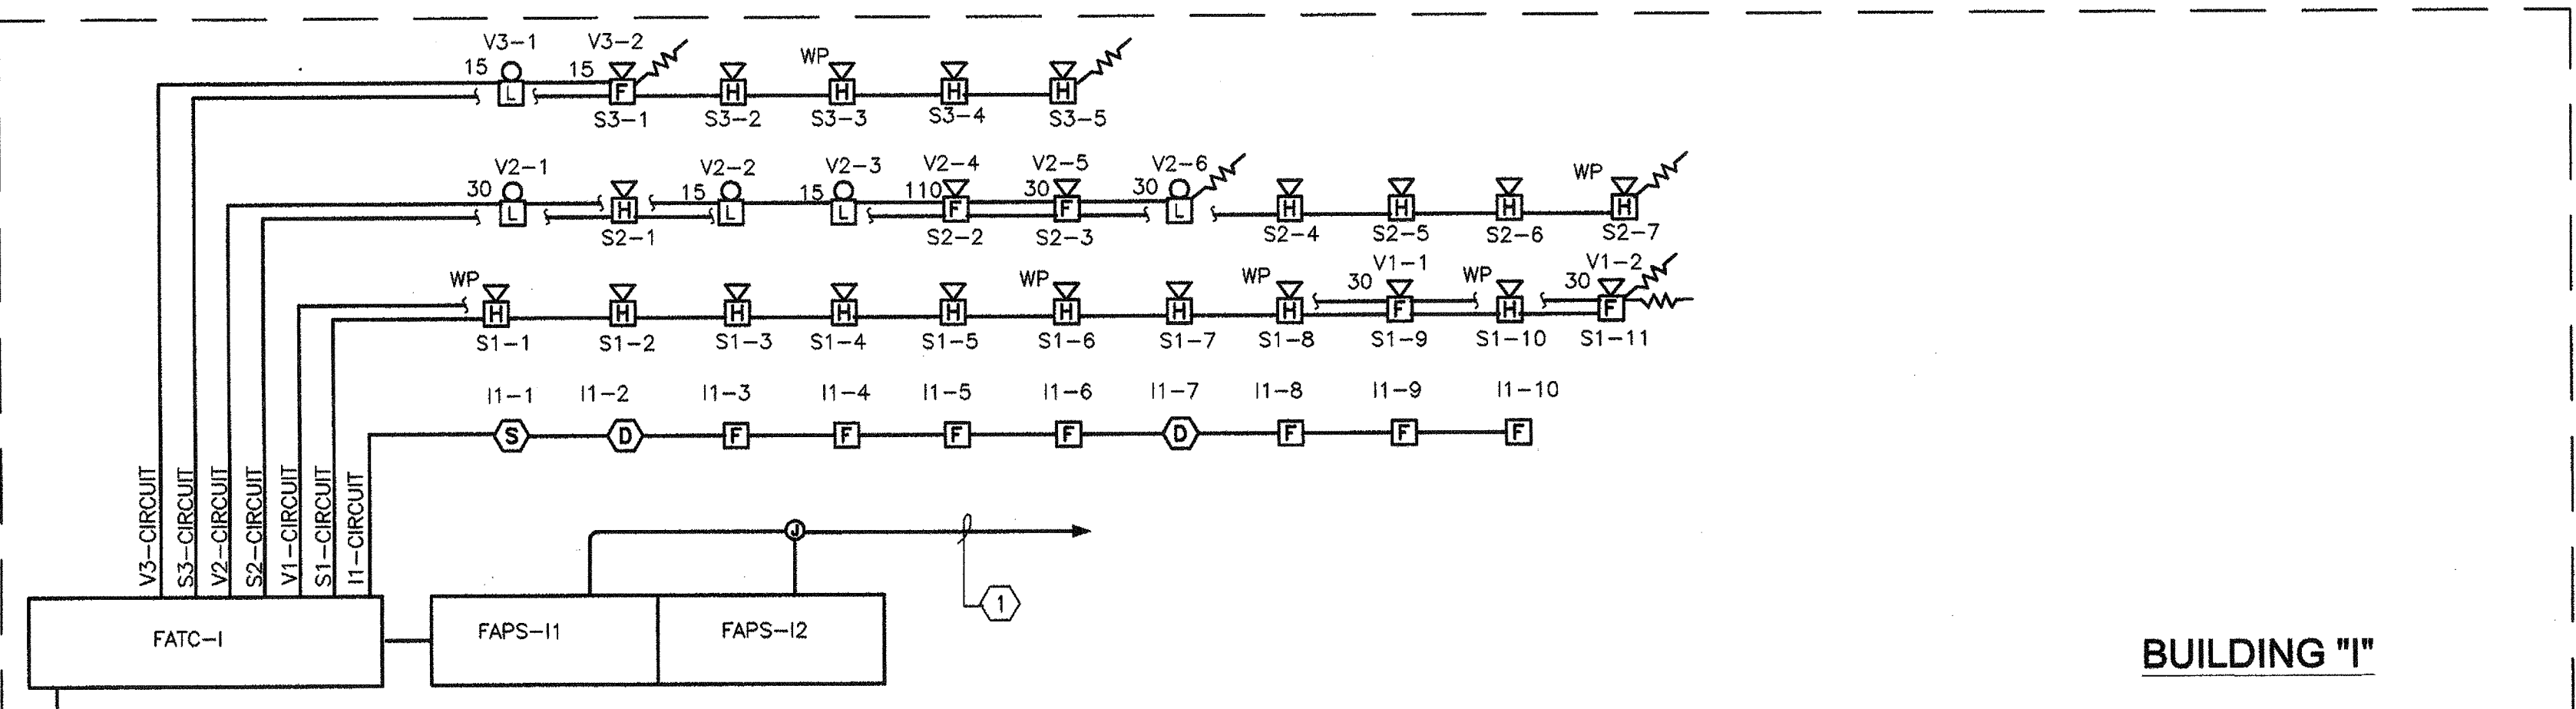 V3-1 V3-2 WP
15 15
L F H H H H
S3-1 S3-2 S3-3 S3-4 S3-5
V2-1 V2-2 V2-3 V2-4 V2-5 V2-6 WP
30 15 15 110 30 30
L H L L F F L H H H H
S2-1 S2-2 S2-3 S2-4 S2-5 S2-6 S2-7
WP WP WP V1-1 WP V1-2
30 30
H H H H H H H H F H F
S1-1 S1-2 S1-3 S1-4 S1-5 S1-6 S1-7 S1-8 S1-9 S1-10 S1-11
I1-1 I1-2 I1-3 I1-4 I1-5 I1-6 I1-7 I1-8 I1-9 I1-10
S D F F F F D F F F
V3-CIRCUIT
S3-CIRCUIT
V2-CIRCUIT
S2-CIRCUIT
V1-CIRCUIT
S1-CIRCUIT
I1-CIRCUIT
J
1
FATC-I FAPS-I1 FAPS-I2
BUILDING "I"